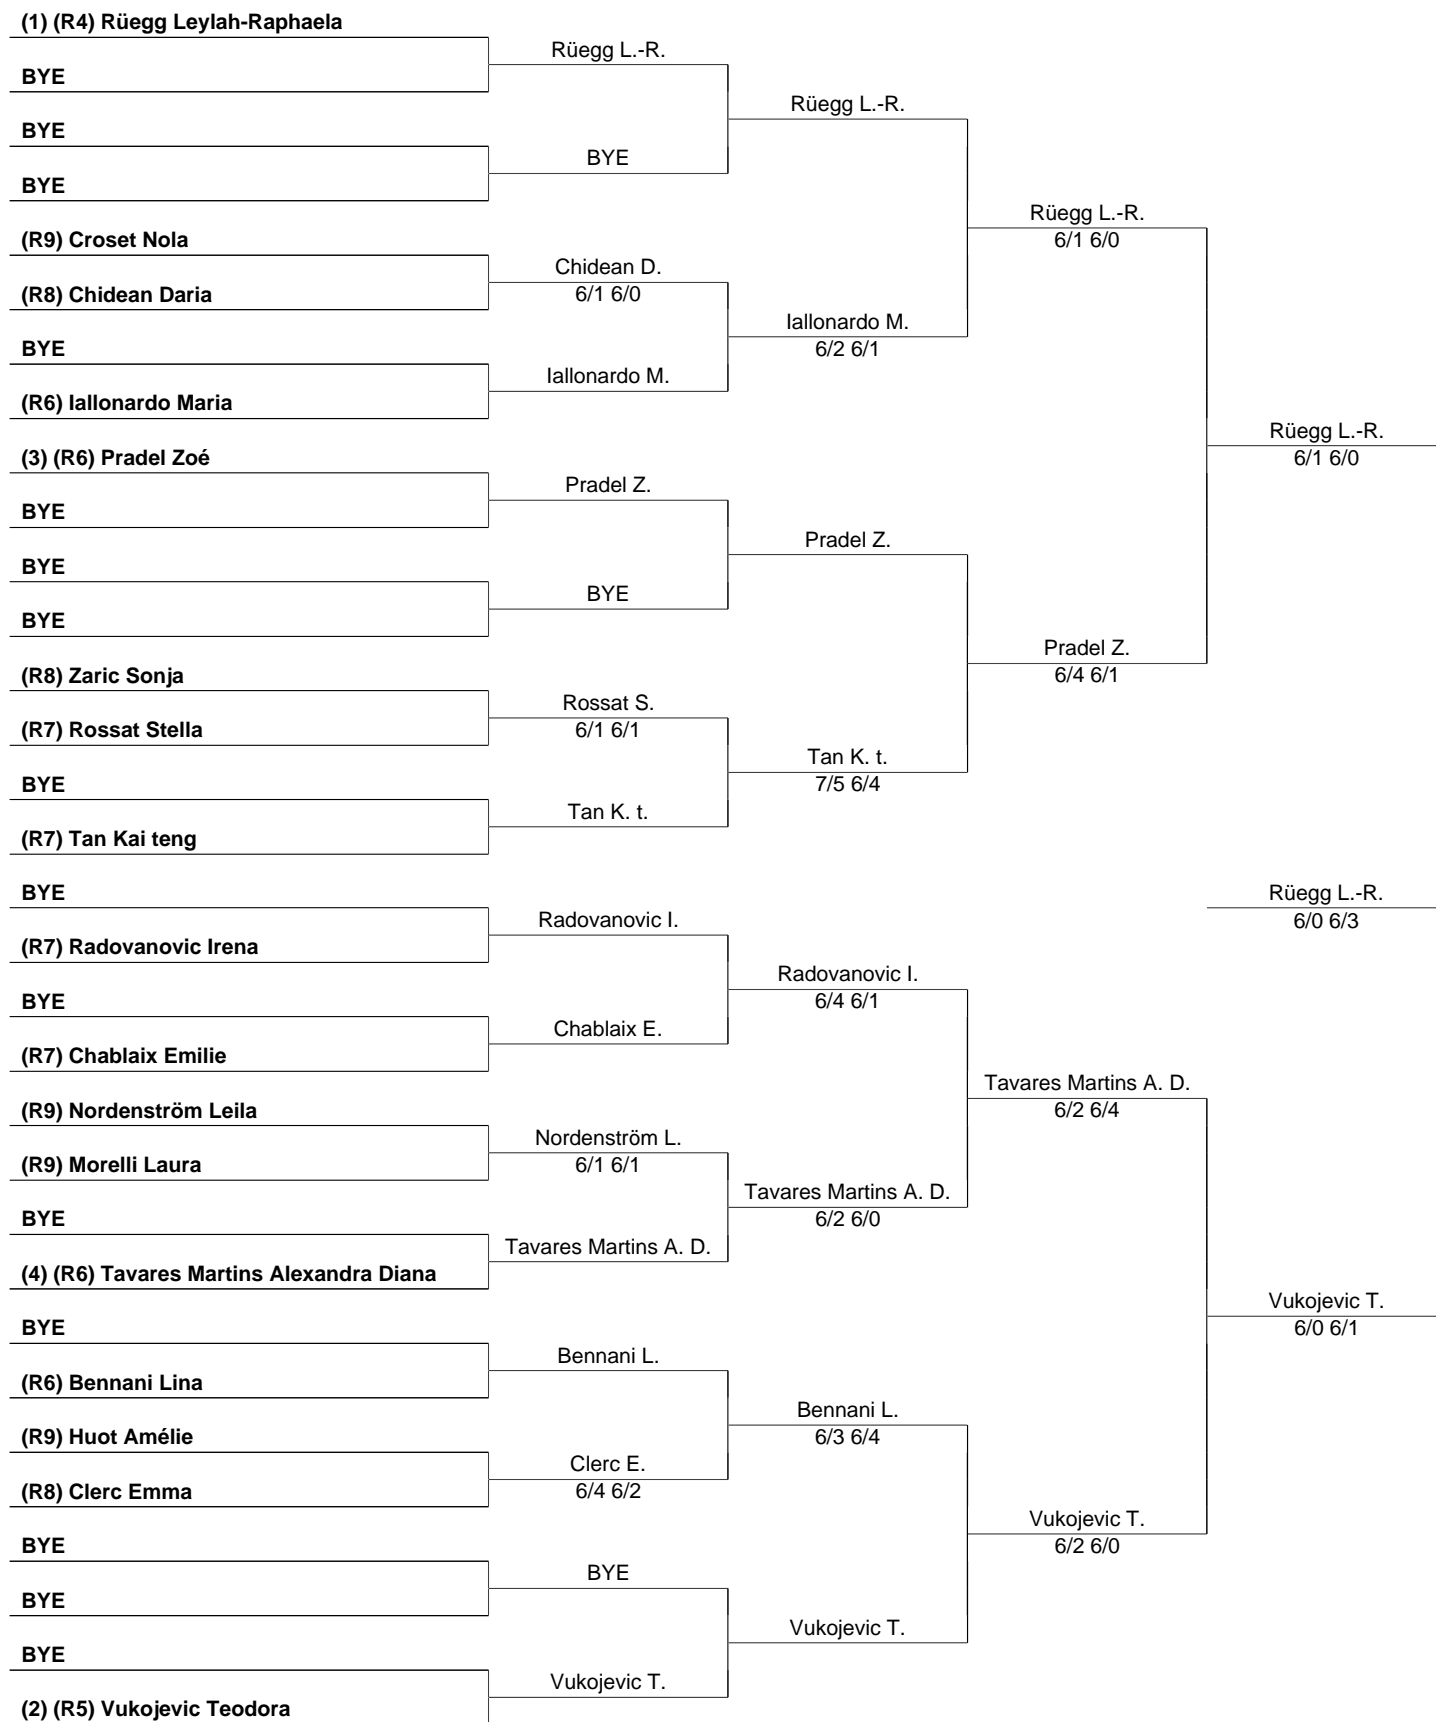 (1) (R4) Rüegg Leylah-Raphaela
Rüegg L.-R.
BYE
Rüegg L.-R.
BYE
BYE
BYE
Rüegg L.-R.
6/1 6/0
(R9) Croset Nola
Chidean D.
6/1 6/0
(R8) Chidean Daria
Iallonardo M.
6/2 6/1
BYE
Iallonardo M.
(R6) Iallonardo Maria
Rüegg L.-R.
6/1 6/0
(3) (R6) Pradel Zoé
Pradel Z.
BYE
Pradel Z.
BYE
BYE
BYE
Pradel Z.
6/4 6/1
(R8) Zaric Sonja
Rossat S.
6/1 6/1
(R7) Rossat Stella
Tan K. t.
7/5 6/4
BYE
Tan K. t.
(R7) Tan Kai teng
BYE
Rüegg L.-R.
6/0 6/3
Radovanovic I.
(R7) Radovanovic Irena
Radovanovic I.
6/4 6/1
BYE
Chablaix E.
(R7) Chablaix Emilie
Tavares Martins A. D.
6/2 6/4
(R9) Nordenström Leila
Nordenström L.
6/1 6/1
(R9) Morelli Laura
Tavares Martins A. D.
6/2 6/0
BYE
Tavares Martins A. D.
(4) (R6) Tavares Martins Alexandra Diana
Vukojevic T.
6/0 6/1
BYE
Bennani L.
(R6) Bennani Lina
Bennani L.
6/3 6/4
(R9) Huot Amélie
Clerc E.
6/4 6/2
(R8) Clerc Emma
Vukojevic T.
6/2 6/0
BYE
BYE
BYE
Vukojevic T.
BYE
Vukojevic T.
(2) (R5) Vukojevic Teodora